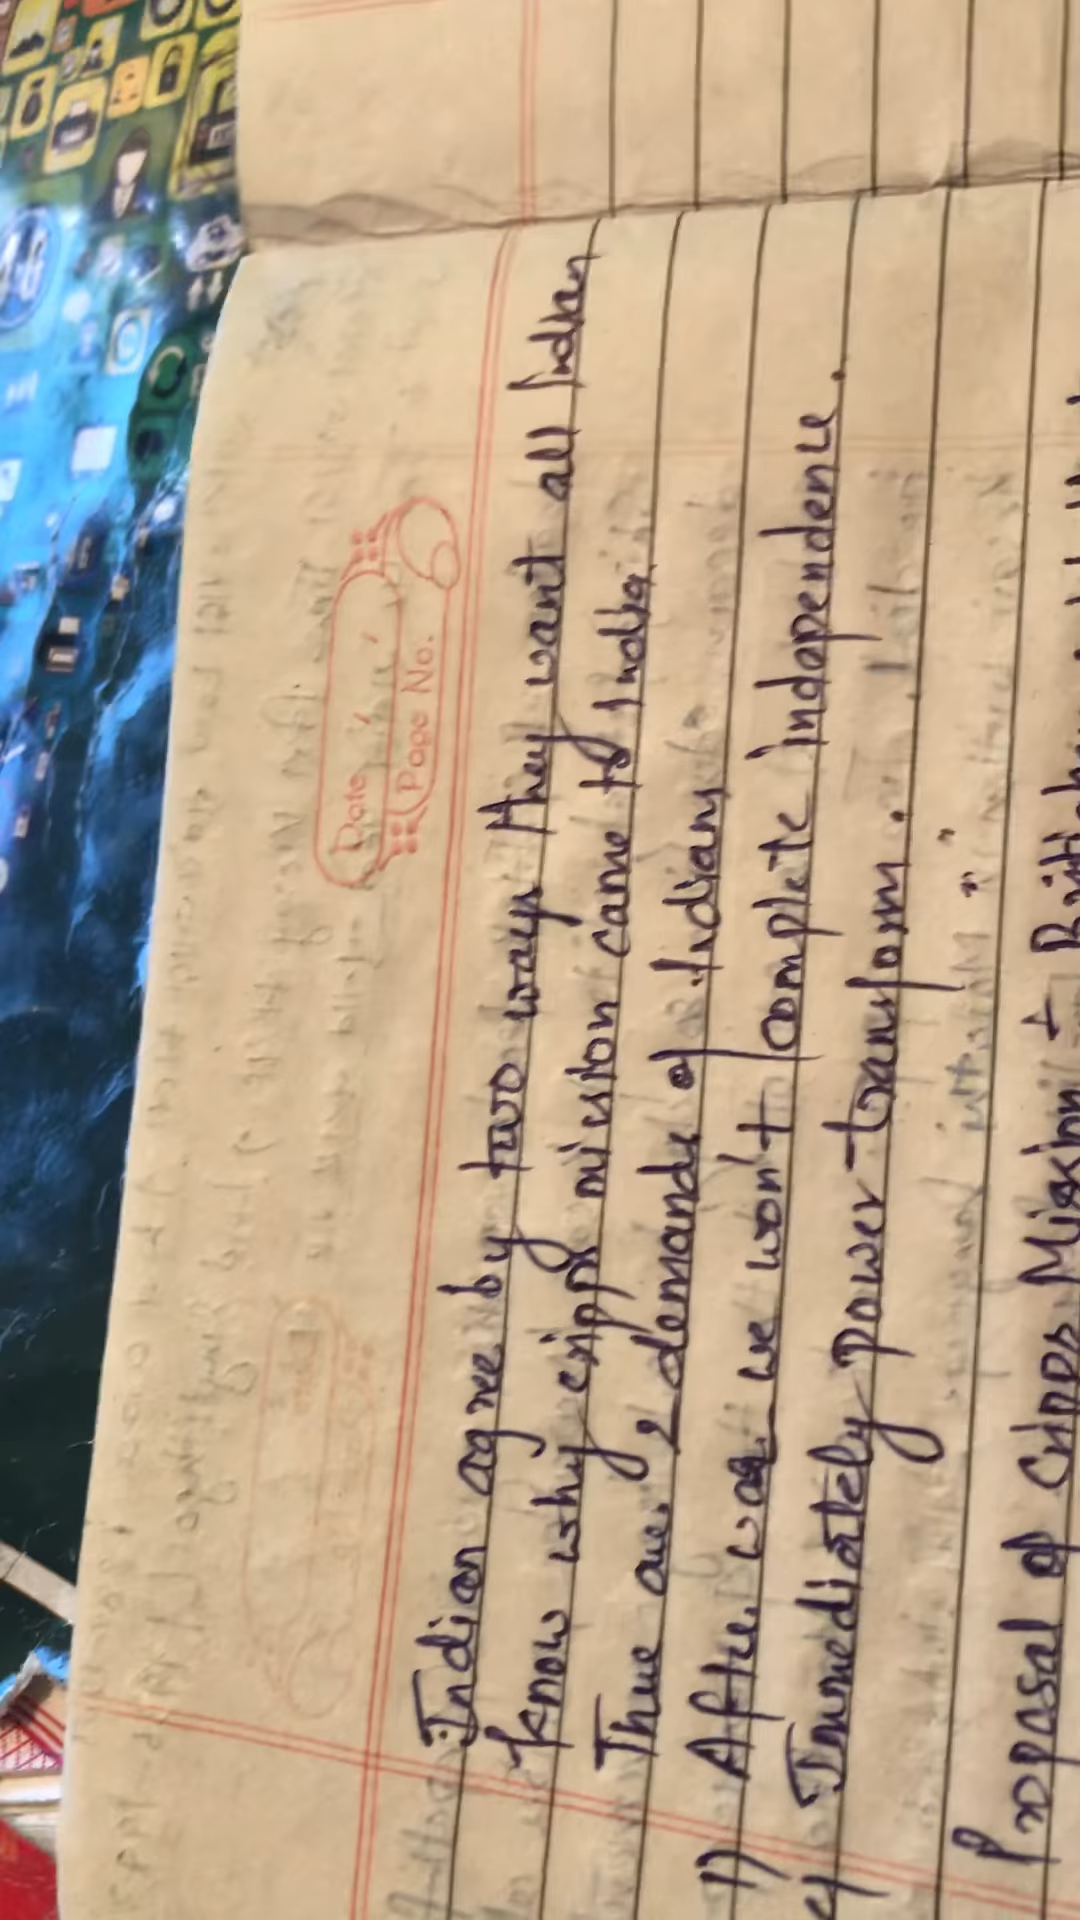 Date
Page No.
Indian agree by two ways they want all Indian
know why cripps mission came to India.
Thue are, 2 demands of Indians
1) After. war. we won't complete independence.
2) Immediately power transform.
" "
Proposal of Cripps Mission